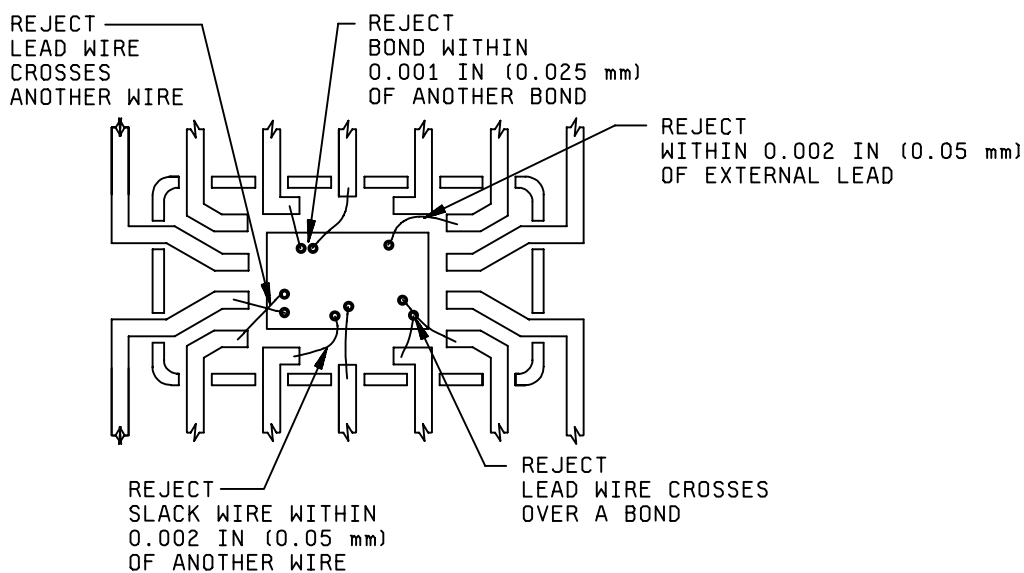 REJECT
LEAD WIRE
CROSSES
ANOTHER WIRE
REJECT
BOND WITHIN
0.001 IN (0.025 mm)
OF ANOTHER BOND
REJECT
WITHIN 0.002 IN (0.05 mm)
OF EXTERNAL LEAD
REJECT
SLACK WIRE WITHIN
0.002 IN (0.05 mm)
OF ANOTHER WIRE
REJECT
LEAD WIRE CROSSES
OVER A BOND